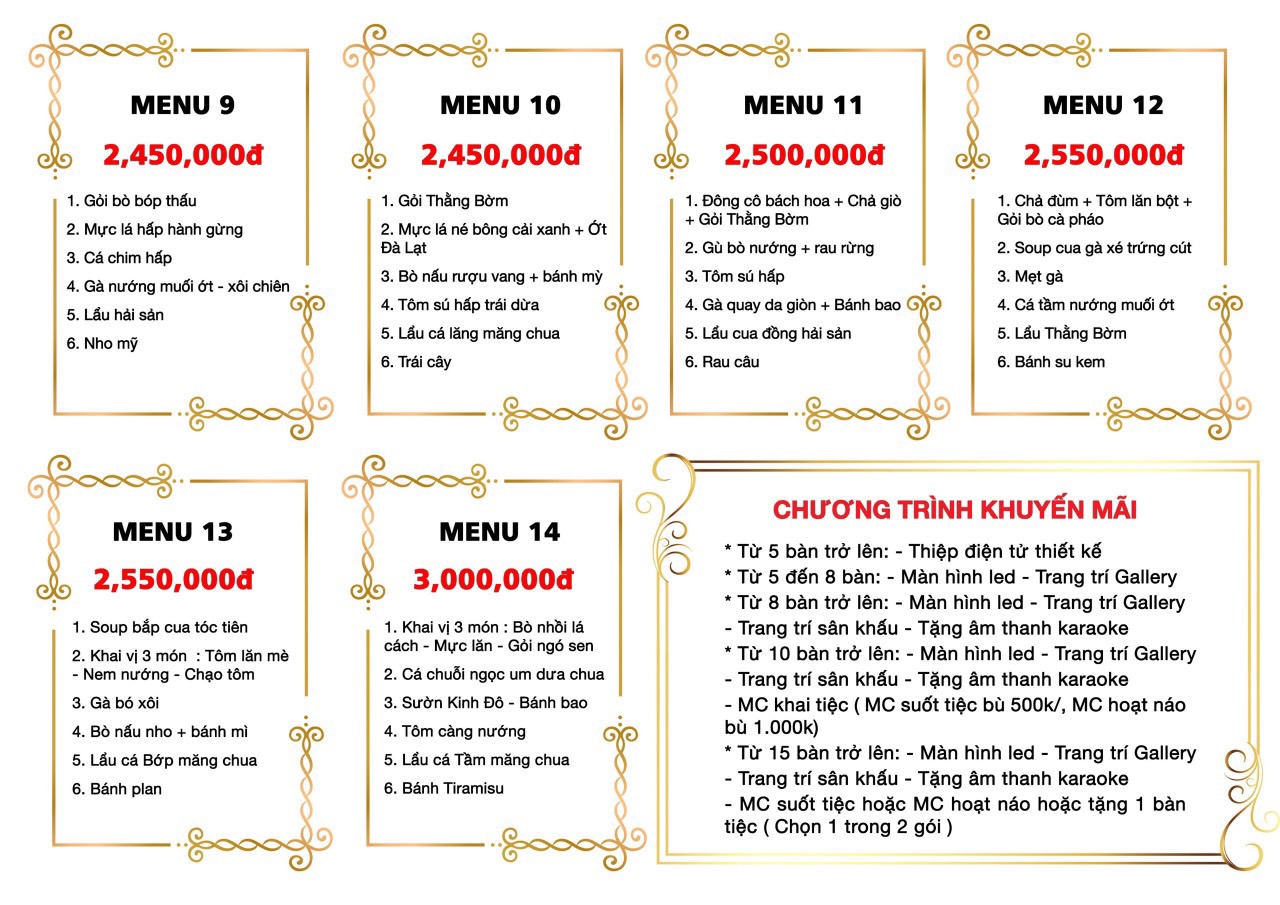 MENU 9
2,450,000đ
1. Gỏi bò bóp thấu
2. Mực lá hấp hành gừng
3. Cá chim hấp
4. Gà nướng muối ớt - xôi chiên
5. Lẩu hải sản
6. Nho mỹ
MENU 10
2,450,000đ
1. Gỏi Thằng Bờm
2. Mực lá né bông cải xanh + Ớt
Đà Lạt
3. Bò nấu rượu vang + bánh mỳ
4. Tôm sú hấp trái dừa
5. Lẩu cá lăng măng chua
6. Trái cây
MENU 11
2,500,000đ
1. Đông cô bách hoa + Chả giò
+ Gỏi Thằng Bờm
2. Gù bò nướng + rau rừng
3. Tôm sú hấp
4. Gà quay da giòn + Bánh bao
5. Lẩu cua đồng hải sản
6. Rau câu
MENU 12
2,550,000đ
1. Chả đùm + Tôm lăn bột +
Gỏi bò cà pháo
2. Soup cua gà xé trứng cút
3. Mẹt gà
4. Cá tầm nướng muối ớt
5. Lẩu Thằng Bờm
6. Bánh su kem
MENU 13
2,550,000đ
1. Soup bắp cua tóc tiên
2. Khai vị 3 món : Tôm lăn mè
- Nem nướng - Chạo tôm
3. Gà bó xôi
4. Bò nấu nho + bánh mì
5. Lẩu cá Bớp măng chua
6. Bánh plan
MENU 14
3,000,000đ
1. Khai vị 3 món : Bò nhồi lá
cách - Mực lăn - Gỏi ngó sen
2. Cá chuỗi ngọc um dưa chua
3. Sườn Kinh Đô - Bánh bao
4. Tôm càng nướng
5. Lẩu cá Tầm măng chua
6. Bánh Tiramisu
CHƯƠNG TRÌNH KHUYẾN MÃI
* Từ 5 bàn trở lên: - Thiệp điện tử thiết kế
* Từ 5 đến 8 bàn: - Màn hình led - Trang trí Gallery
* Từ 8 bàn trở lên: - Màn hình led - Trang trí Gallery
- Trang trí sân khấu - Tặng âm thanh karaoke
* Từ 10 bàn trở lên: - Màn hình led - Trang trí Gallery
- Trang trí sân khấu - Tặng âm thanh karaoke
- MC khai tiệc ( MC suốt tiệc bù 500k/, MC hoạt náo
bù 1.000k)
* Từ 15 bàn trở lên: - Màn hình led - Trang trí Gallery
- Trang trí sân khấu - Tặng âm thanh karaoke
- MC suốt tiệc hoặc MC hoạt náo hoặc tặng 1 bàn
tiệc ( Chọn 1 trong 2 gói )